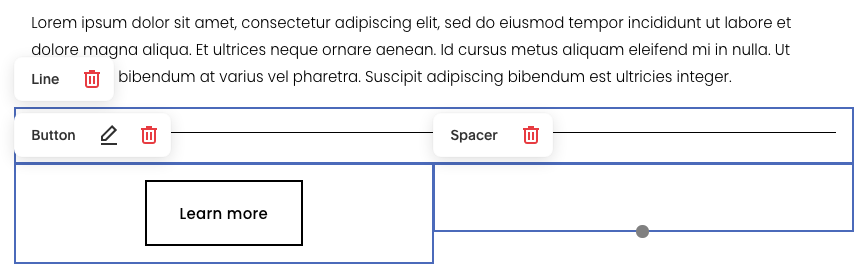 Lorem ipsum dolor sit amet, consectetur adipiscing elit, sed do eiusmod tempor incididunt ut labore et
dolore magna aliqua. Et ultrices neque ornare aenean. Id cursus metus aliquam eleifend mi in nulla. Ut
bibendum at varius vel pharetra. Suscipit adipiscing bibendum est ultricies integer.
Line
Button
Spacer
Learn more